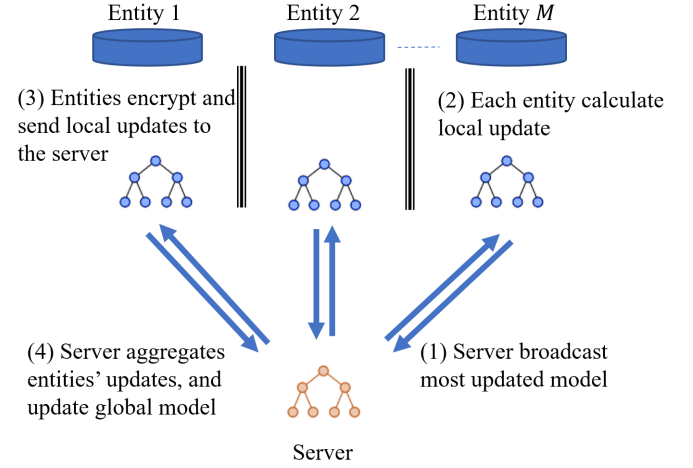 Entity 1
Entity 2
Entity M
(3) Entities encrypt and
send local updates to
the server
(2) Each entity calculate
local update
(4) Server aggregates
entities’ updates, and
update global model
(1) Server broadcast
most updated model
Server